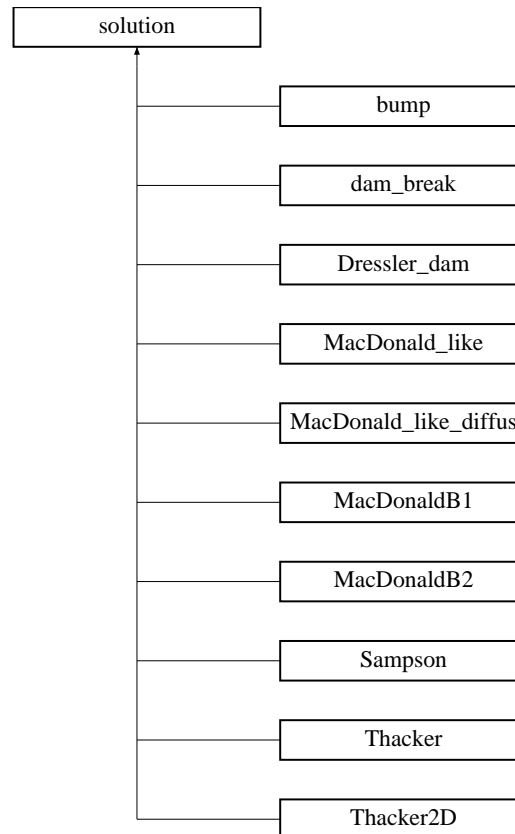 solution
bump
dam_break
Dressler_dam
MacDonald_like
MacDonald_like_diffus
MacDonaldB1
MacDonaldB2
Sampson
Thacker
Thacker2D